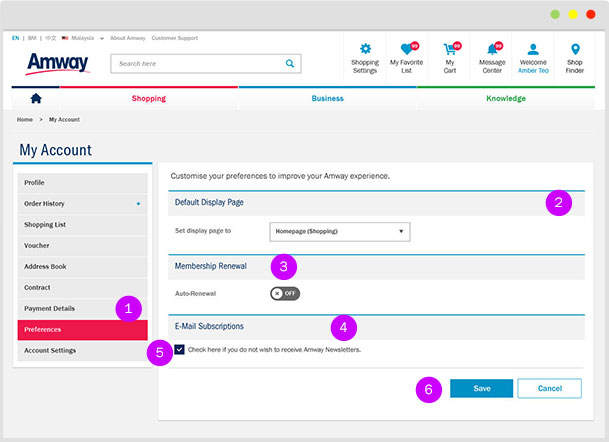 EN | BM | 中文 Malaysia About Amway Customer Support
Amway
Search here
Shopping Settings
My Favorite List
99
My Cart
99
Message Center
99
Welcome Amber Teo
Shop Finder
Shopping Business Knowledge
Home > My Account
My Account
Profile
Order History +
Shopping List
Voucher
Address Book
Contract
Payment Details
1
Preferences
Account Settings
Customise your preferences to improve your Amway experience.
Default Display Page 2
Set display page to Homepage (Shopping)
Membership Renewal 3
Auto-Renewal OFF
E-Mail Subscriptions 4
5 Check here if you do not wish to receive Amway Newsletters.
6 Save Cancel